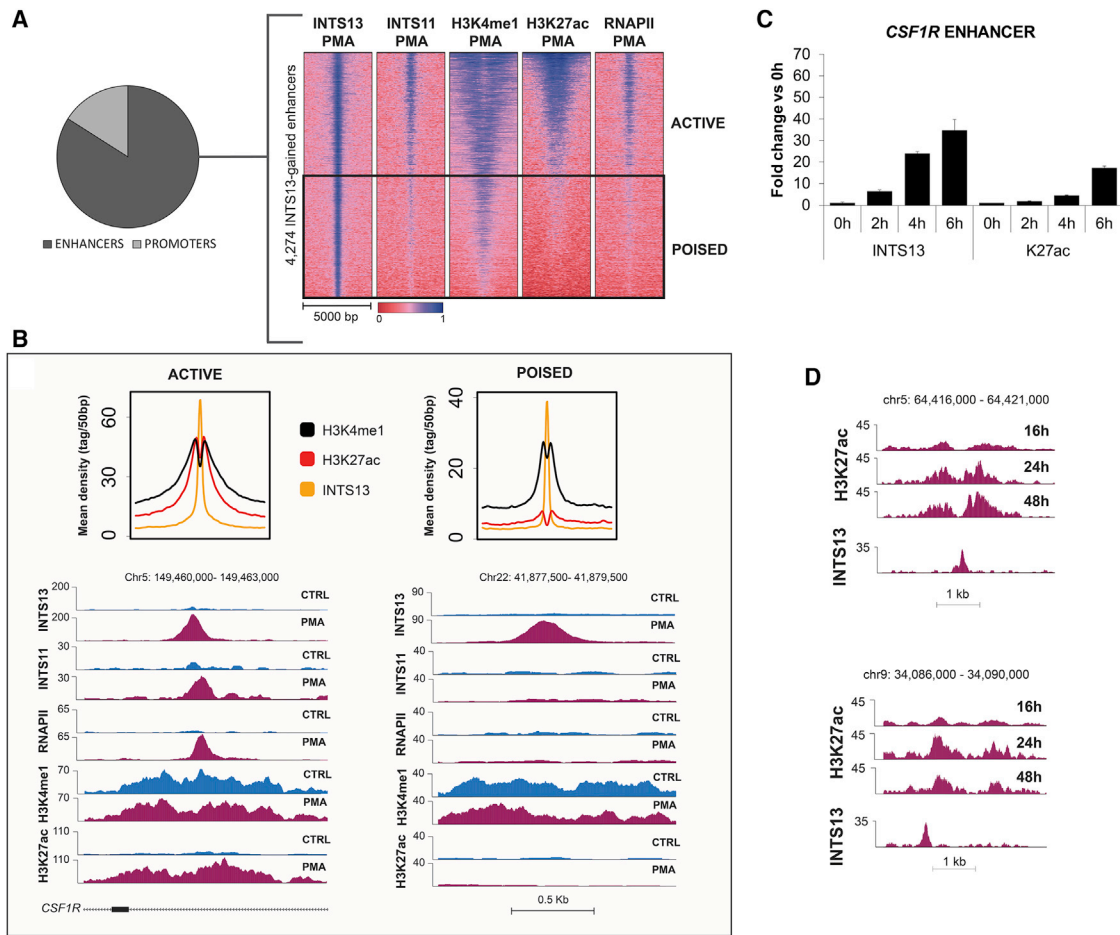 A
INTS13 PMA
INTS11 PMA
H3K4me1 PMA
H3K27ac PMA
RNAPII PMA
4,274 INTS13-gained enhancers
ACTIVE
POISED
ENHANCERS PROMOTERS
5000 bp
0 1
C
CSF1R ENHANCER
Fold change vs 0h
70
60
50
40
30
20
10
0
0h 2h 4h 6h 0h 2h 4h 6h
INTS13 K27ac
B
ACTIVE
Mean density (tag/50bp)
60
30
0
H3K4me1
H3K27ac
INTS13
POISED
Mean density (tag/50bp)
40
20
0
Chr5: 149,460,000- 149,463,000
INTS13
200 CTRL
200 PMA
INTS11
30 CTRL
30 PMA
RNAPII
65 CTRL
65 PMA
H3K4me1
70 CTRL
70 PMA
H3K27ac
110 CTRL
110 PMA
CSF1R
Chr22: 41,877,500- 41,879,500
INTS13
90 CTRL
90 PMA
INTS11
40 CTRL
40 PMA
RNAPII
40 CTRL
40 PMA
H3K4me1
40 CTRL
40 PMA
H3K27ac
40 CTRL
40 PMA
0.5 Kb
D
chr5: 64,416,000 - 64,421,000
H3K27ac
45 16h
45 24h
45 48h
INTS13
35
1 kb
chr9: 34,086,000 - 34,090,000
H3K27ac
45 16h
45 24h
45 48h
INTS13
35
1 kb